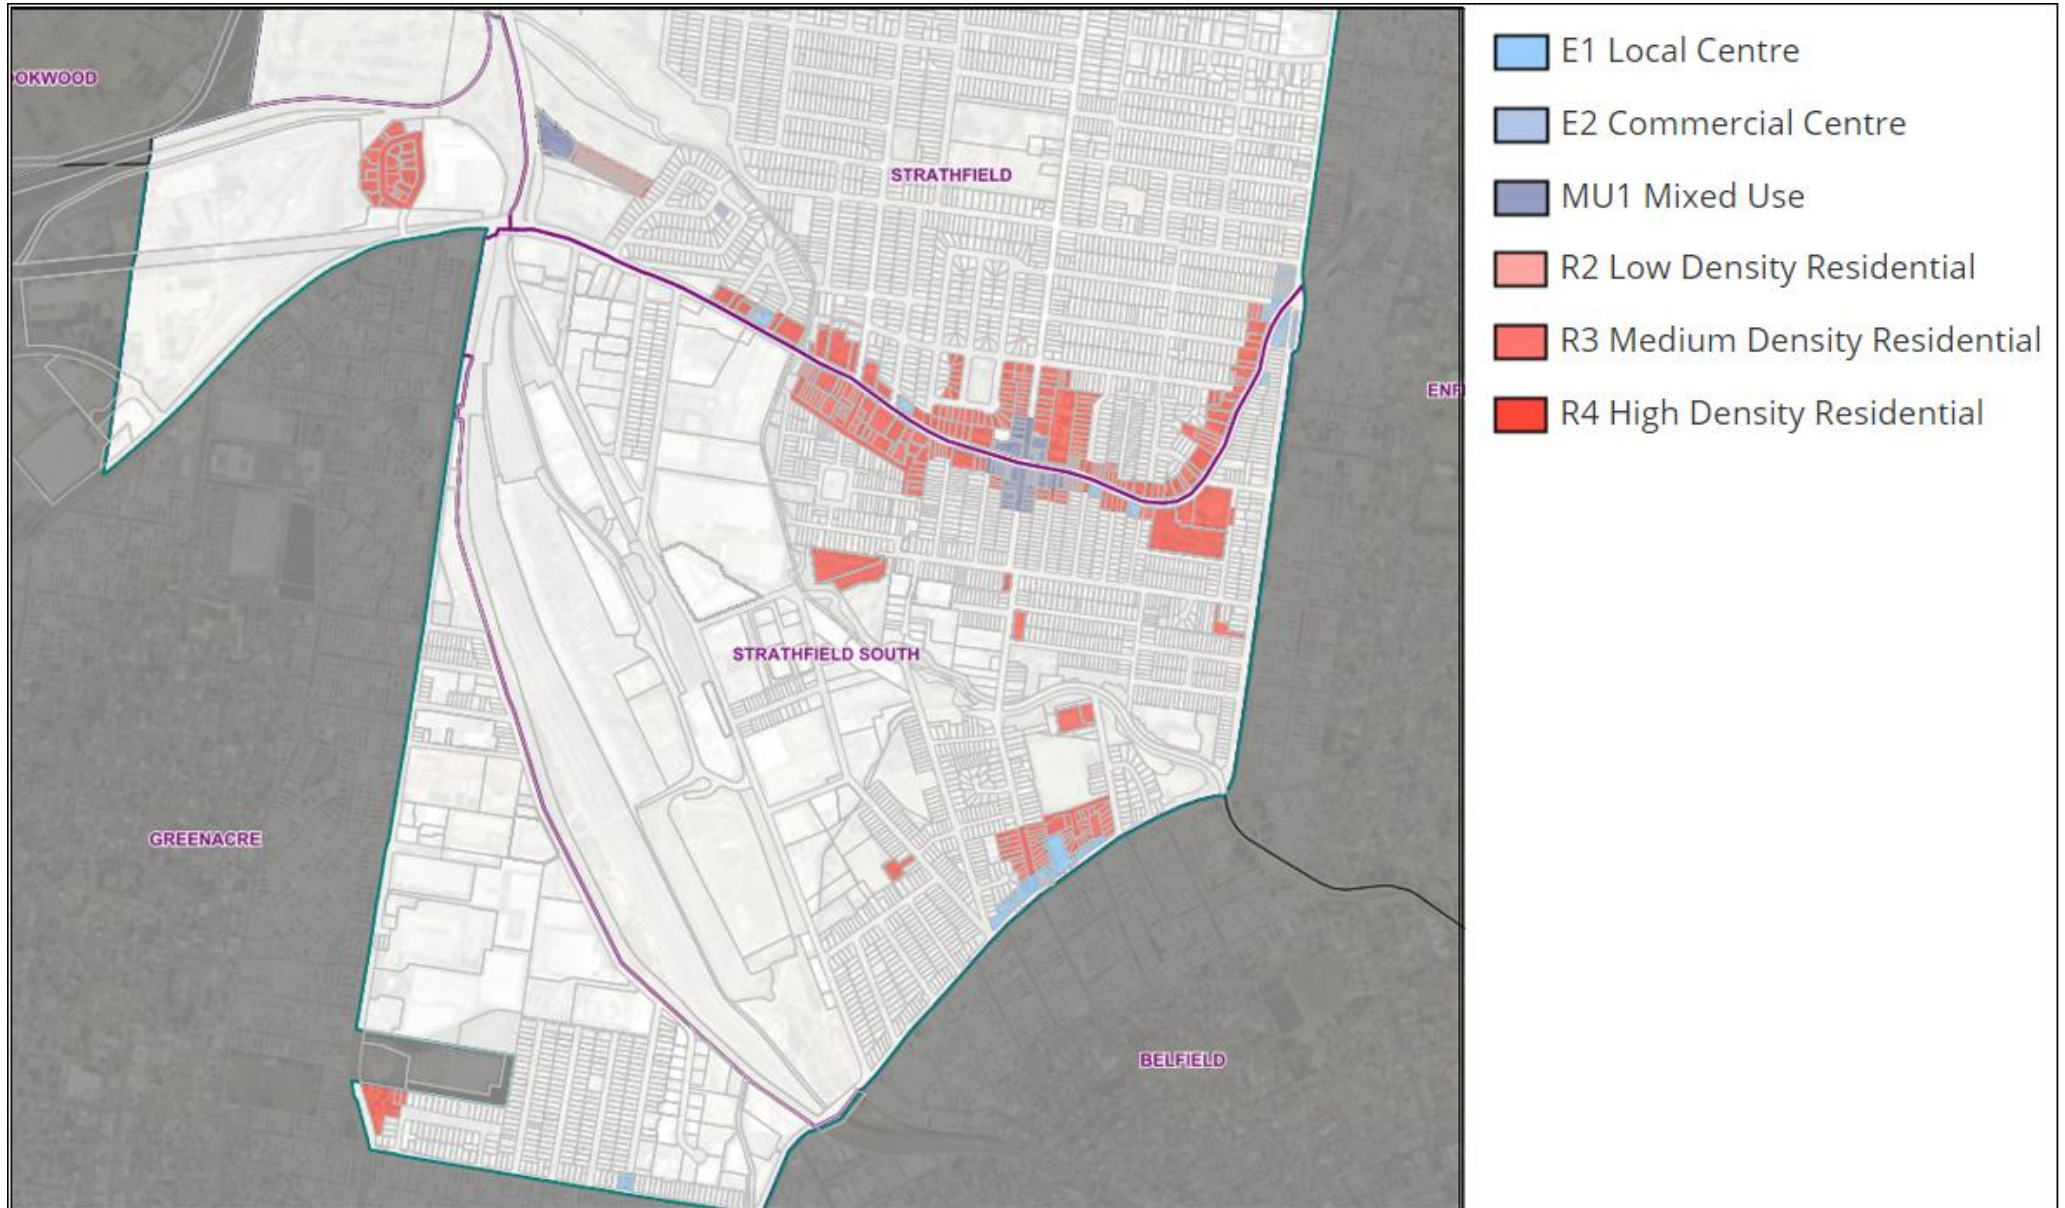 OKWOOD
STRATHFIELD
ENF
STRATHFIELD SOUTH
GREENACRE
BELFIELD
E1 Local Centre
E2 Commercial Centre
MU1 Mixed Use
R2 Low Density Residential
R3 Medium Density Residential
R4 High Density Residential